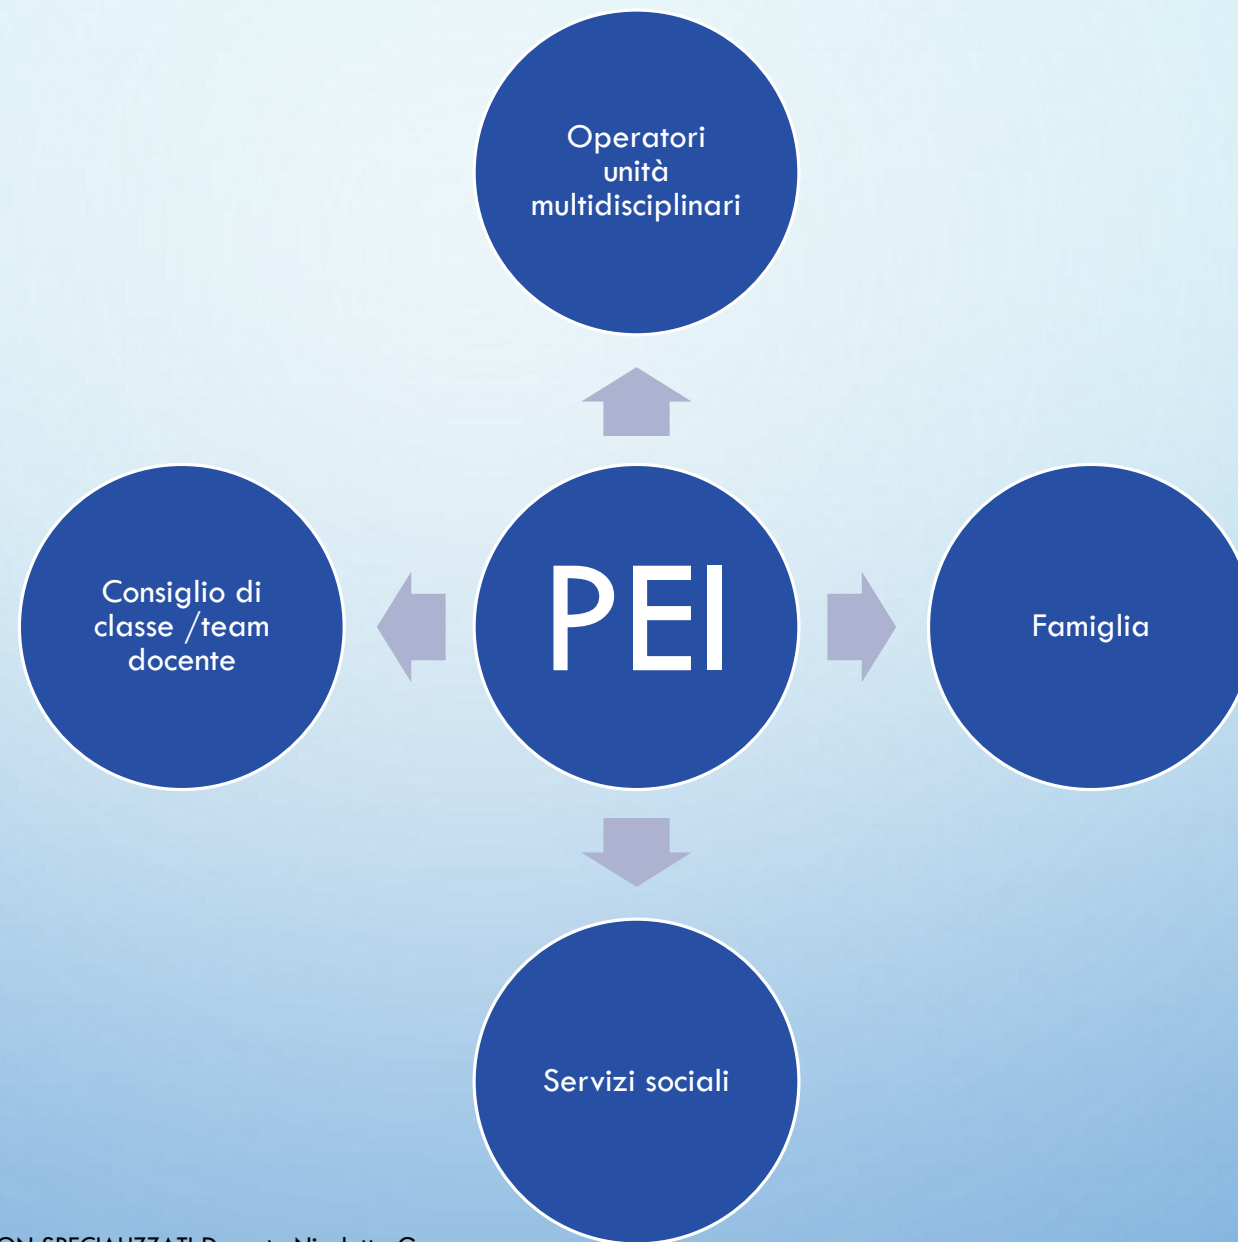 Operatori
unità
multidisciplinari
Consiglio di
classe /team
docente
PEI
Famiglia
Servizi sociali